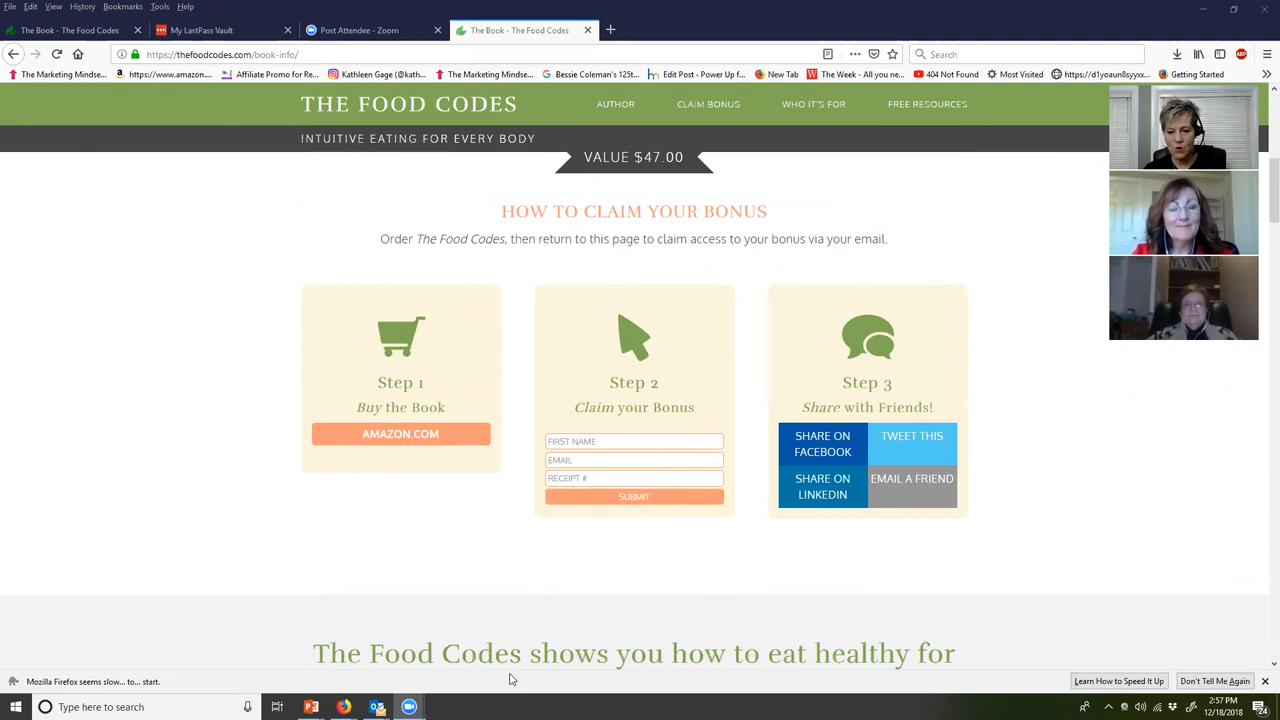 File Edit View History Bookmarks Tools Help
The Book - The Food Codes
My LastPass Vault
Post Attendee - Zoom
The Book - The Food Codes
https://thefoodcodes.com/book-info/
Search
The Marketing Mindse...
https://www.amazon....
Affiliate Promo for Re...
Kathleen Gage (@kath...
The Marketing Mindse...
Bessie Coleman's 125t...
Edit Post ‹ Power Up f...
New Tab
The Week - All you ne...
404 Not Found
Most Visited
https://d1yoaun8syyxx...
Getting Started
THE FOOD CODES
AUTHOR
CLAIM BONUS
WHO IT'S FOR
FREE RESOURCES
INTUITIVE EATING FOR EVERY BODY
VALUE $47.00
HOW TO CLAIM YOUR BONUS
Order The Food Codes, then return to this page to claim access to your bonus via your email.
Step 1
Buy the Book
AMAZON.COM
Step 2
Claim your Bonus
FIRST NAME
EMAIL
RECEIPT #
SUBMIT
Step 3
Share with Friends!
SHARE ON FACEBOOK
TWEET THIS
SHARE ON LINKEDIN
EMAIL A FRIEND
The Food Codes shows you how to eat healthy for
Mozilla Firefox seems slow... to... start.
Learn How to Speed It Up
Don't Tell Me Again
Type here to search
2:57 PM
12/18/2018
24